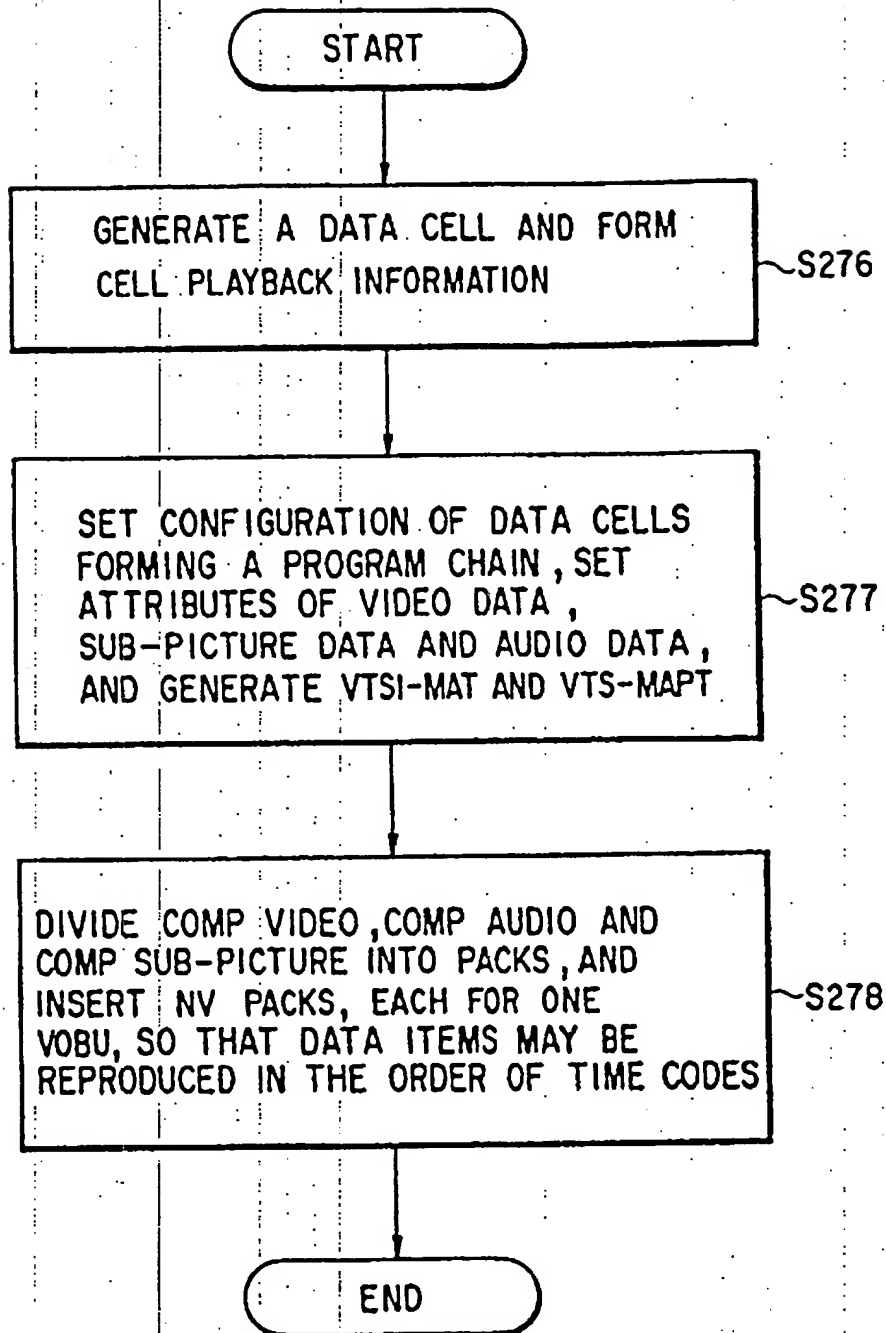 START
GENERATE A DATA CELL AND FORM
CELL PLAYBACK INFORMATION
S276
SET CONFIGURATION OF DATA CELLS
FORMING A PROGRAM CHAIN, SET
ATTRIBUTES OF VIDEO DATA,
SUB-PICTURE DATA AND AUDIO DATA,
AND GENERATE VTSI-MAT AND VTS-MAPT
S277
DIVIDE COMP VIDEO, COMP AUDIO AND
COMP SUB-PICTURE INTO PACKS, AND
INSERT NV PACKS, EACH FOR ONE
VOBU, SO THAT DATA ITEMS MAY BE
REPRODUCED IN THE ORDER OF TIME CODES
S278
END